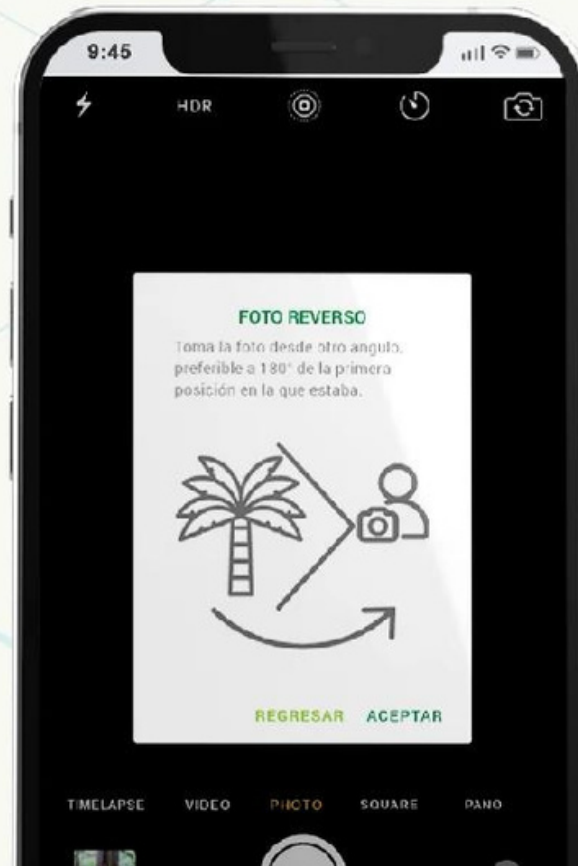 9:45
HDR
FOTO REVERSO
Toma la foto desde otro angulo,
preferible a 180° de la primera
posición en la que estaba.
REGRESAR ACEPTAR
TIMELAPSE VIDEO PHOTO SQUARE PANO